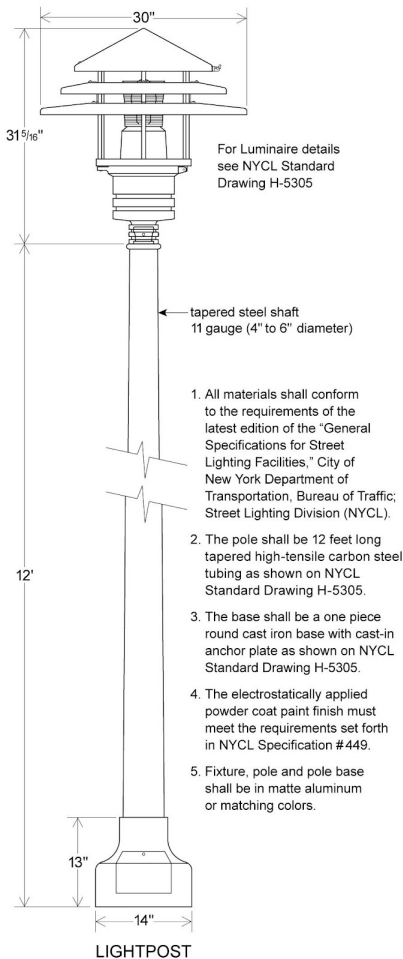 30"
31 5/16"
For Luminaire details
see NYCL Standard
Drawing H-5305
tapered steel shaft
11 gauge (4" to 6" diameter)
1. All materials shall conform
to the requirements of the
latest edition of the “General
Specifications for Street
Lighting Facilities,” City of
New York Department of
Transportation, Bureau of Traffic;
Street Lighting Division (NYCL).
2. The pole shall be 12 feet long
tapered high-tensile carbon steel
tubing as shown on NYCL
Standard Drawing H-5305.
3. The base shall be a one piece
round cast iron base with cast-in
anchor plate as shown on NYCL
Standard Drawing H-5305.
4. The electrostatically applied
powder coat paint finish must
meet the requirements set forth
in NYCL Specification #449.
5. Fixture, pole and pole base
shall be in matte aluminum
or matching colors.
12'
13"
14"
LIGHTPOST